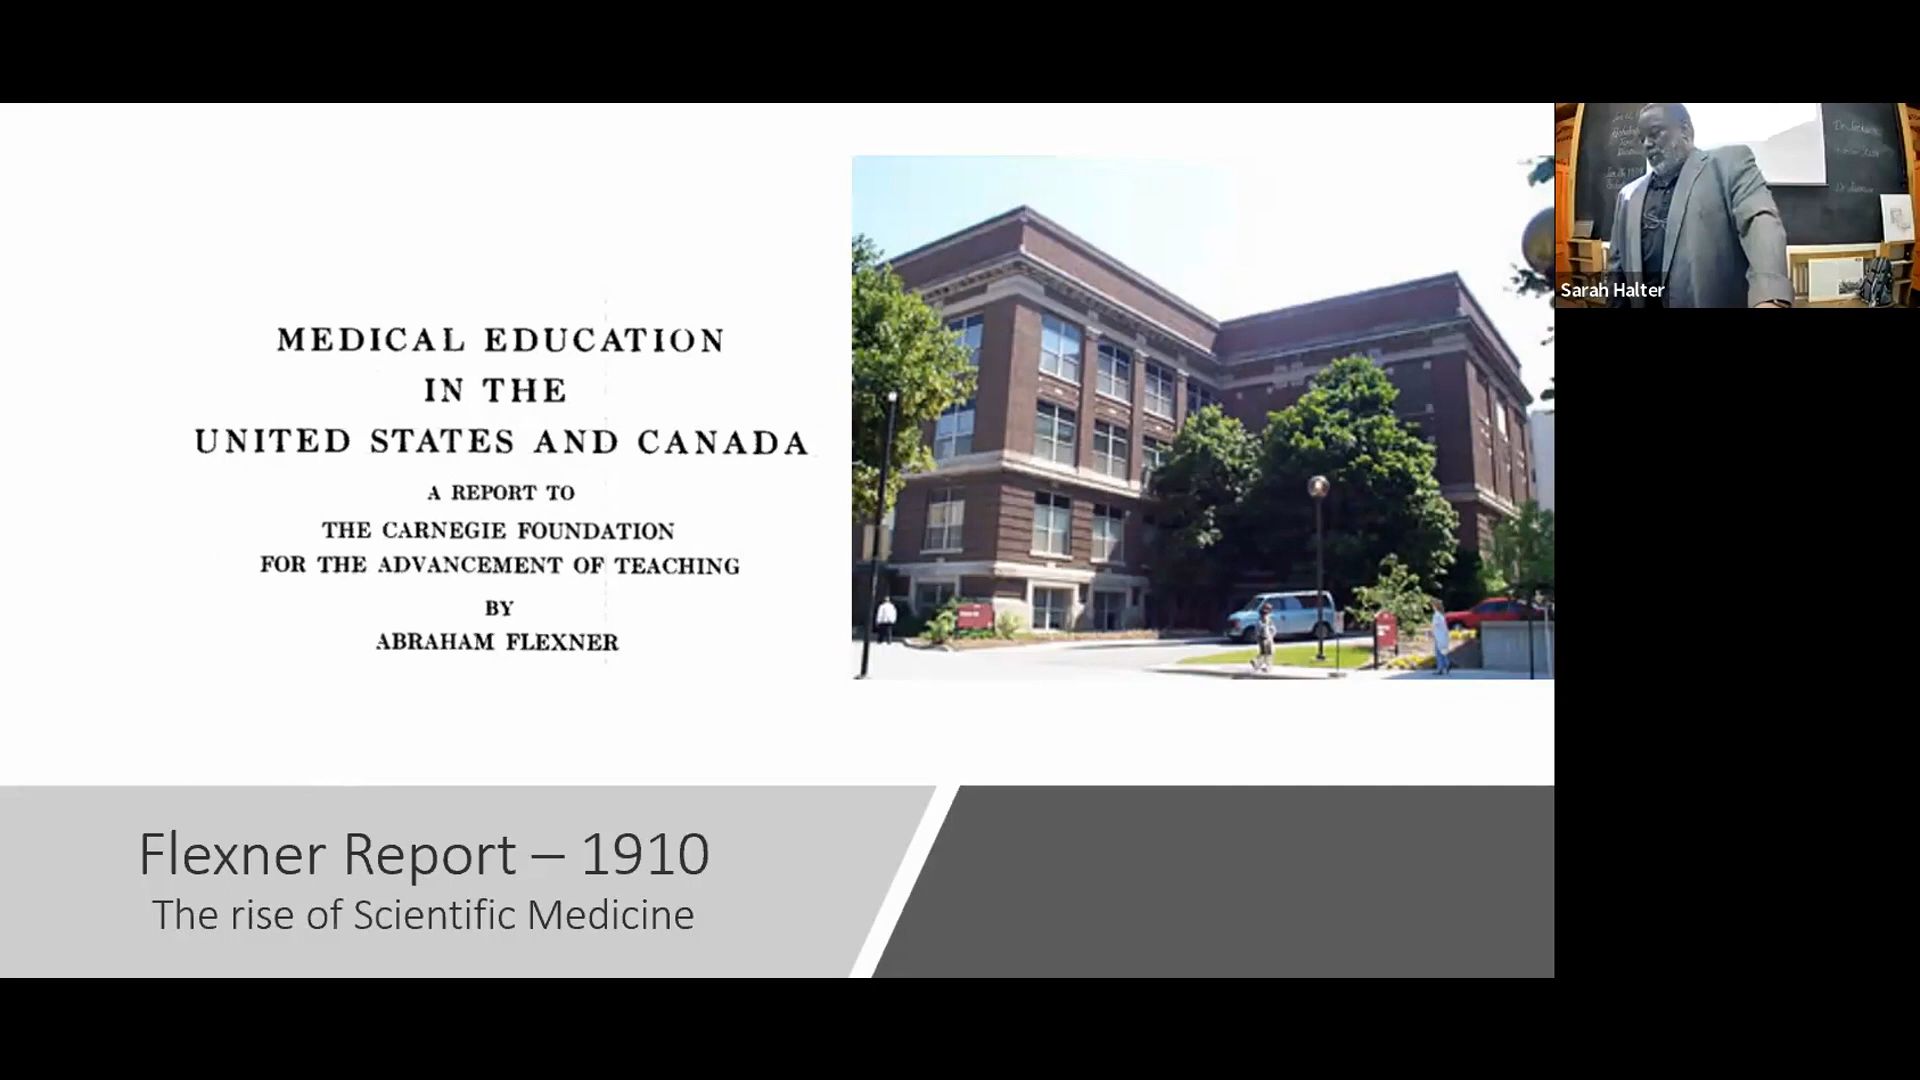 MEDICAL EDUCATION
IN THE
UNITED STATES AND CANADA
A REPORT TO
THE CARNEGIE FOUNDATION
FOR THE ADVANCEMENT OF TEACHING
BY
ABRAHAM FLEXNER
Flexner Report – 1910
The rise of Scientific Medicine
Sarah Halter